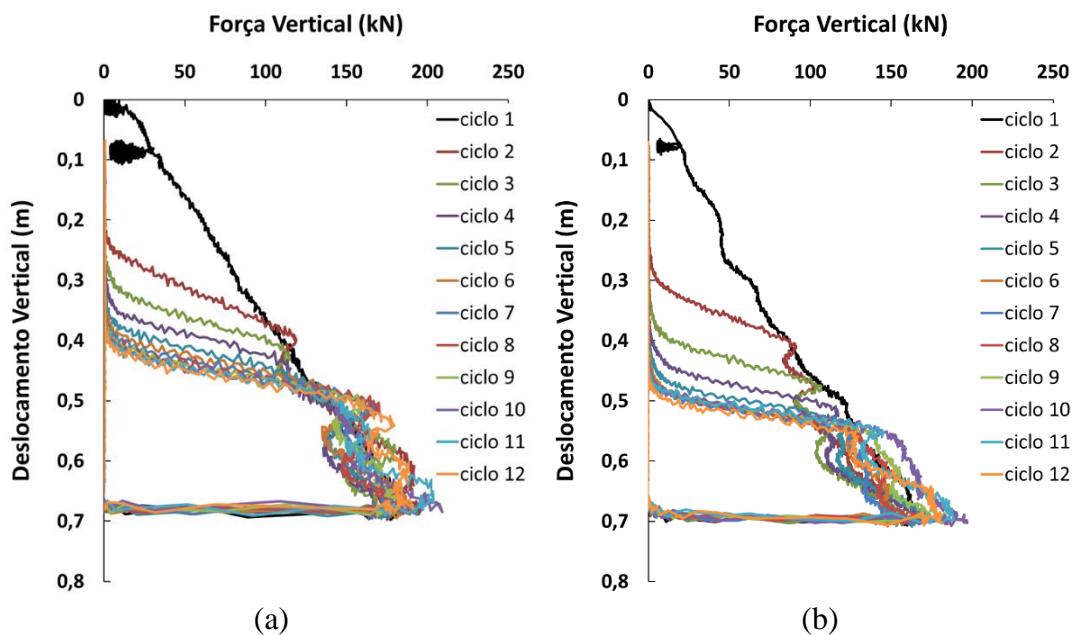 Força Vertical (kN)
0 50 100 150 200 250
0
0,1
0,2
0,3
0,4
0,5
0,6
0,7
0,8
Deslocamento Vertical (m)
ciclo 1
ciclo 2
ciclo 3
ciclo 4
ciclo 5
ciclo 6
ciclo 7
ciclo 8
ciclo 9
ciclo 10
ciclo 11
ciclo 12
(a)
Força Vertical (kN)
0 50 100 150 200 250
0
0,1
0,2
0,3
0,4
0,5
0,6
0,7
0,8
Deslocamento Vertical (m)
ciclo 1
ciclo 2
ciclo 3
ciclo 4
ciclo 5
ciclo 6
ciclo 7
ciclo 8
ciclo 9
ciclo 10
ciclo 11
ciclo 12
(b)